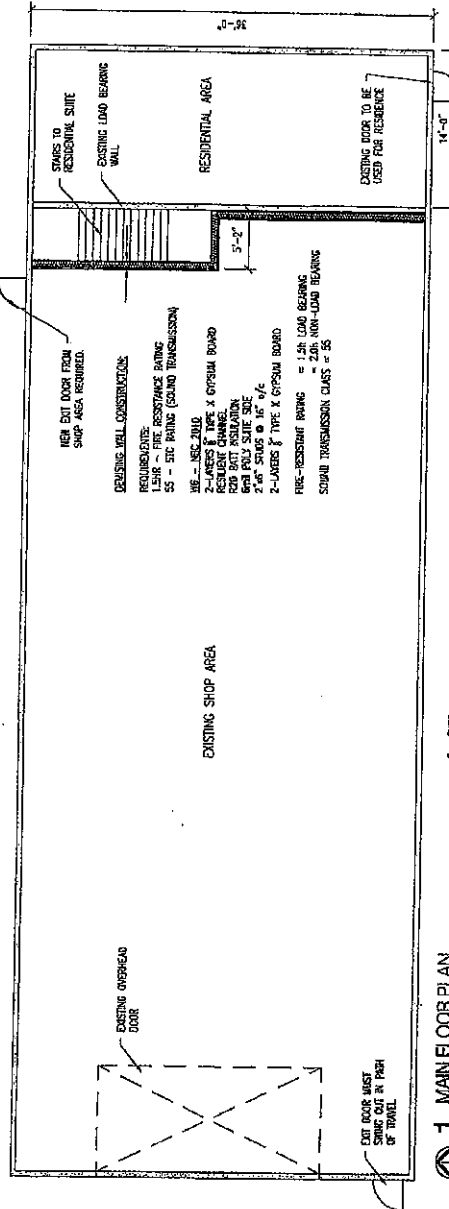 36'-0"
STAIRS TO
RESIDENTIAL SUITE
EXISTING LOAD BEARING
WALL
RESIDENTIAL AREA
EXISTING DOOR TO BE
USED FOR RESIDENCE
14'-0"
5'-2"
NEW EXIT DOOR FROM
SHOP AREA REQUIRED.
DEMISING WALL CONSTRUCTION:
REQUIREMENTS:
1.5HR - FIRE RESISTANCE RATING
55 - STC RATING (SOUND TRANSMISSION)
W6 - NBC 2010
2-LAYERS TYPE X GYPSUM BOARD
RESILIENT CHANNEL
R20 BATT INSULATION
6mil POLY SUITE SIDE
2"x6" STUDS @ 16" o/c
2-LAYERS TYPE X GYPSUM BOARD
FIRE-RESISTANT RATING = 1.5h LOAD BEARING
= 2.0h NON-LOAD BEARING
SOUND TRANSMISSION CLASS = 55
EXISTING SHOP AREA
EXISTING OVERHEAD
DOOR
EXIT DOOR MUST
SWING OUT IN PATH
OF TRAVEL
1 MAIN FLOOR PLAN